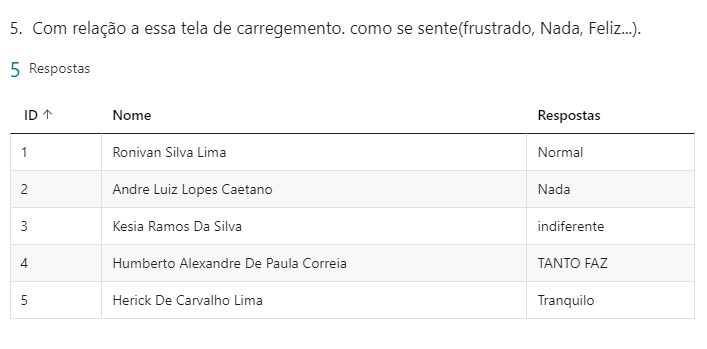 5. Com relação a essa tela de carregemento. como se sente(frustrado, Nada, Feliz...).
5 Respostas
ID ↑ Nome Respostas
1 Ronivan Silva Lima Normal
2 Andre Luiz Lopes Caetano Nada
3 Kesia Ramos Da Silva indiferente
4 Humberto Alexandre De Paula Correia TANTO FAZ
5 Herick De Carvalho Lima Tranquilo